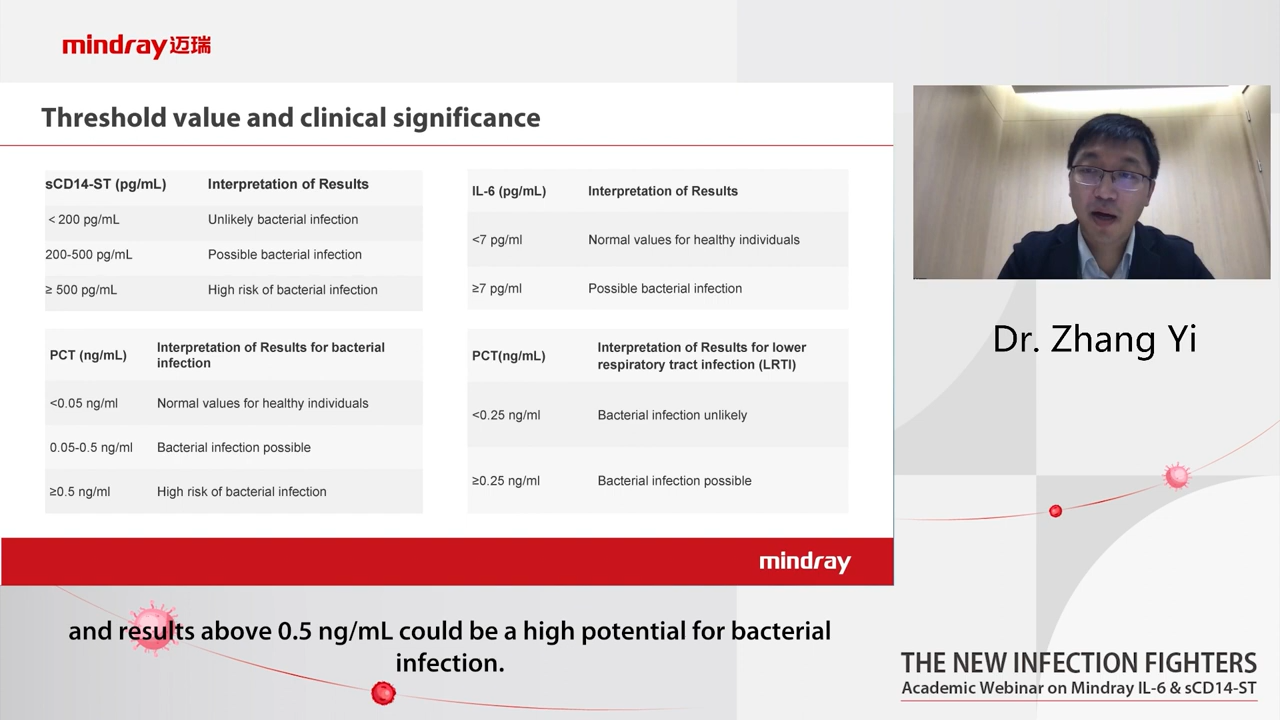 mindray迈瑞
Threshold value and clinical significance
sCD14-ST (pg/mL) Interpretation of Results
< 200 pg/mL Unlikely bacterial infection
200-500 pg/mL Possible bacterial infection
≥ 500 pg/mL High risk of bacterial infection
IL-6 (pg/mL) Interpretation of Results
<7 pg/ml Normal values for healthy individuals
≥7 pg/ml Possible bacterial infection
PCT (ng/mL) Interpretation of Results for bacterial
infection
<0.05 ng/ml Normal values for healthy individuals
0.05-0.5 ng/ml Bacterial infection possible
≥0.5 ng/ml High risk of bacterial infection
PCT(ng/mL) Interpretation of Results for lower
respiratory tract infection (LRTI)
<0.25 ng/ml Bacterial infection unlikely
≥0.25 ng/ml Bacterial infection possible
mindray
Dr. Zhang Yi
and results above 0.5 ng/mL could be a high potential for bacterial
infection.
THE NEW INFECTION FIGHTERS
Academic Webinar on Mindray IL-6 & sCD14-ST